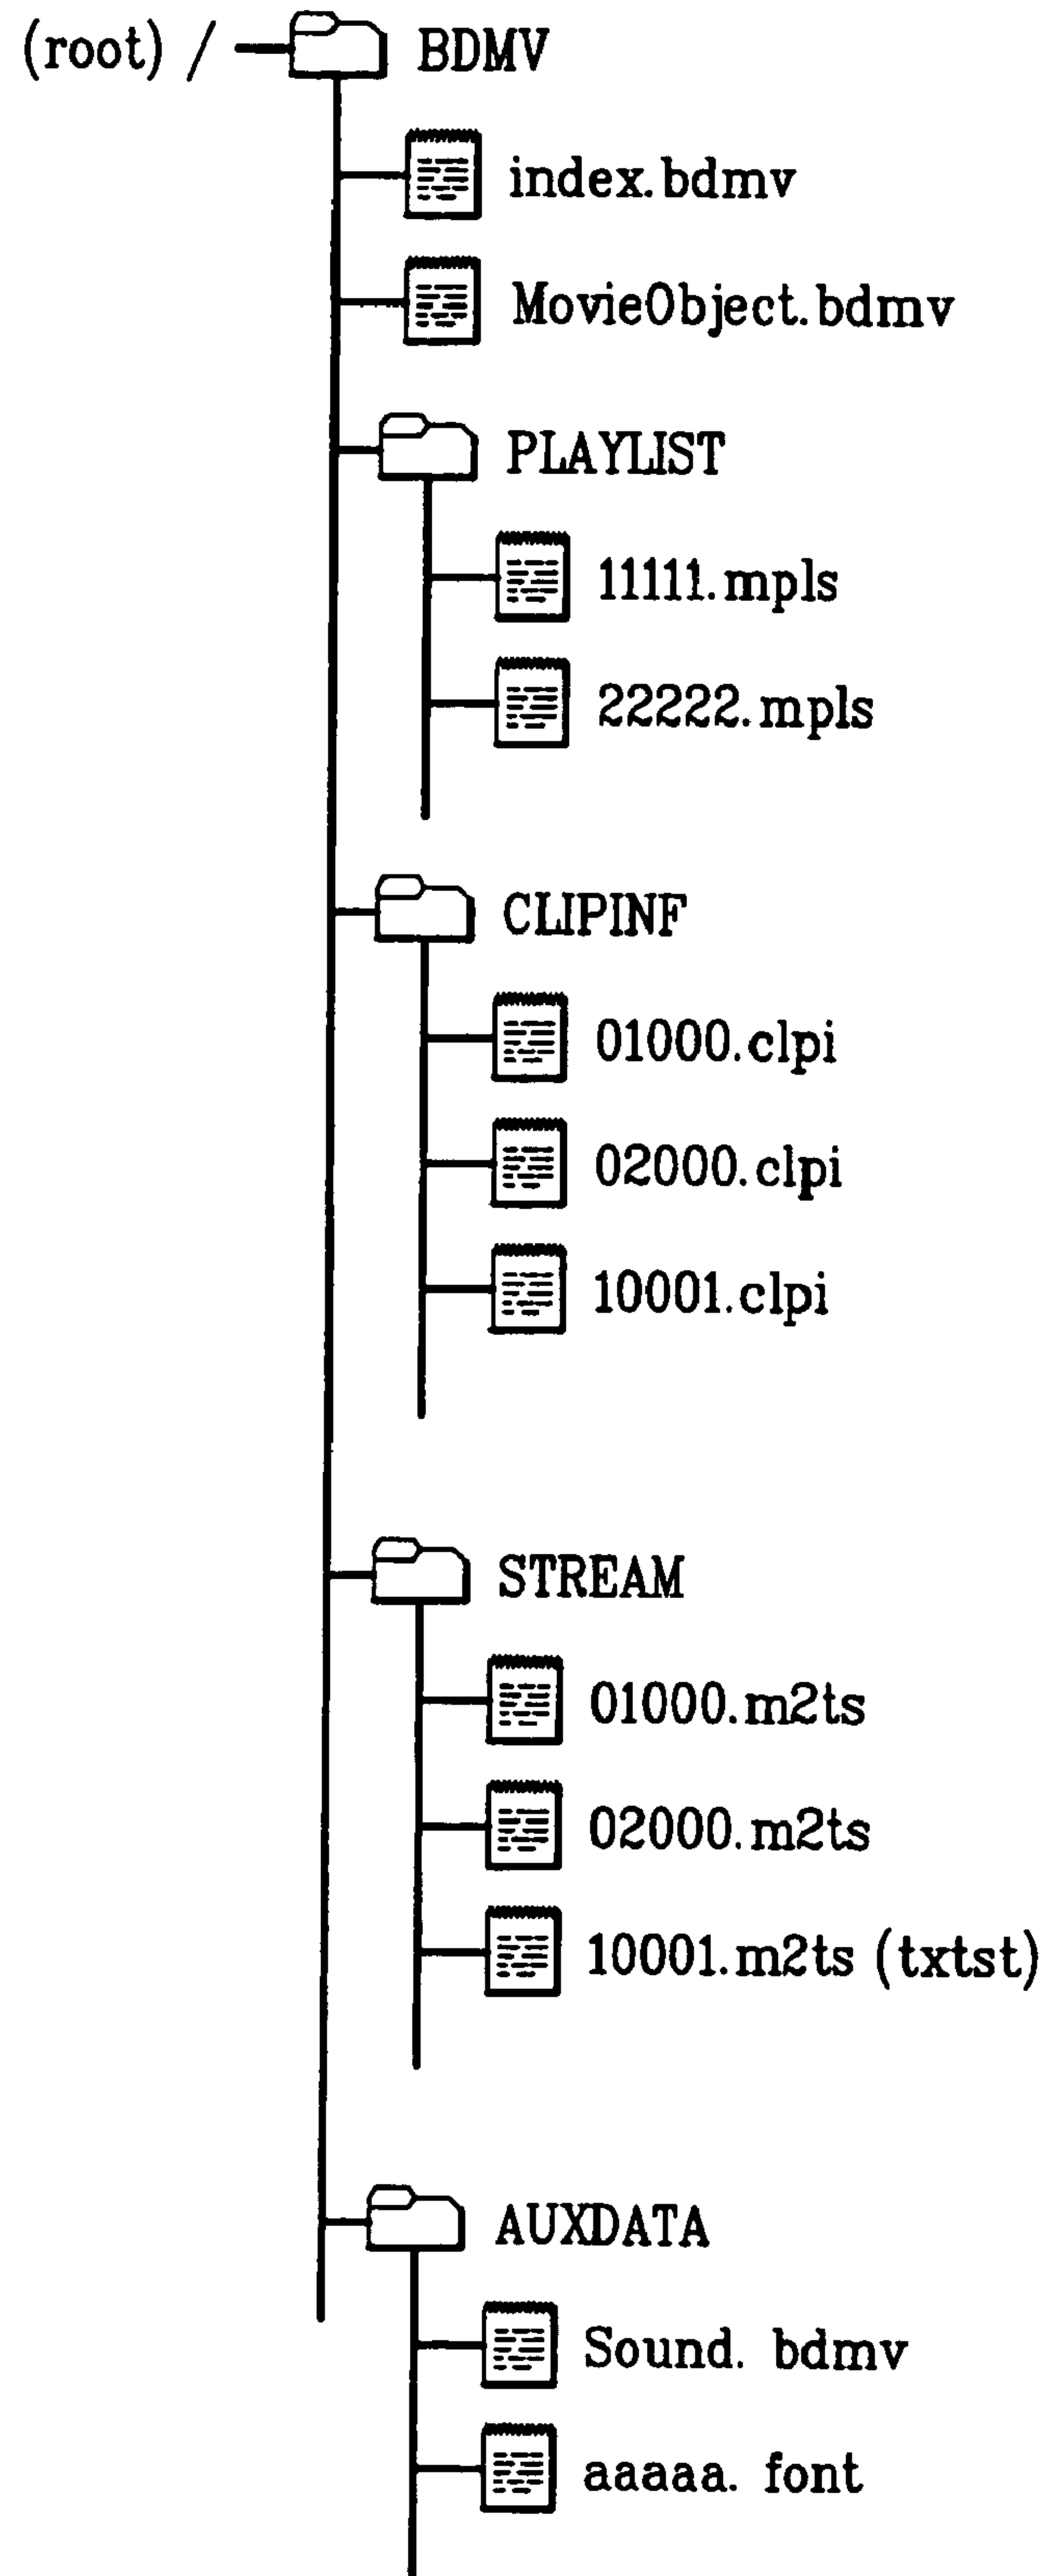 (root) / BDMV
index.bdmv
MovieObject.bdmv
PLAYLIST
11111.mpls
22222.mpls
CLIPINF
01000.clpi
02000.clpi
10001.clpi
STREAM
01000.m2ts
02000.m2ts
10001.m2ts (txtst)
AUXDATA
Sound. bdmv
aaaaa. font